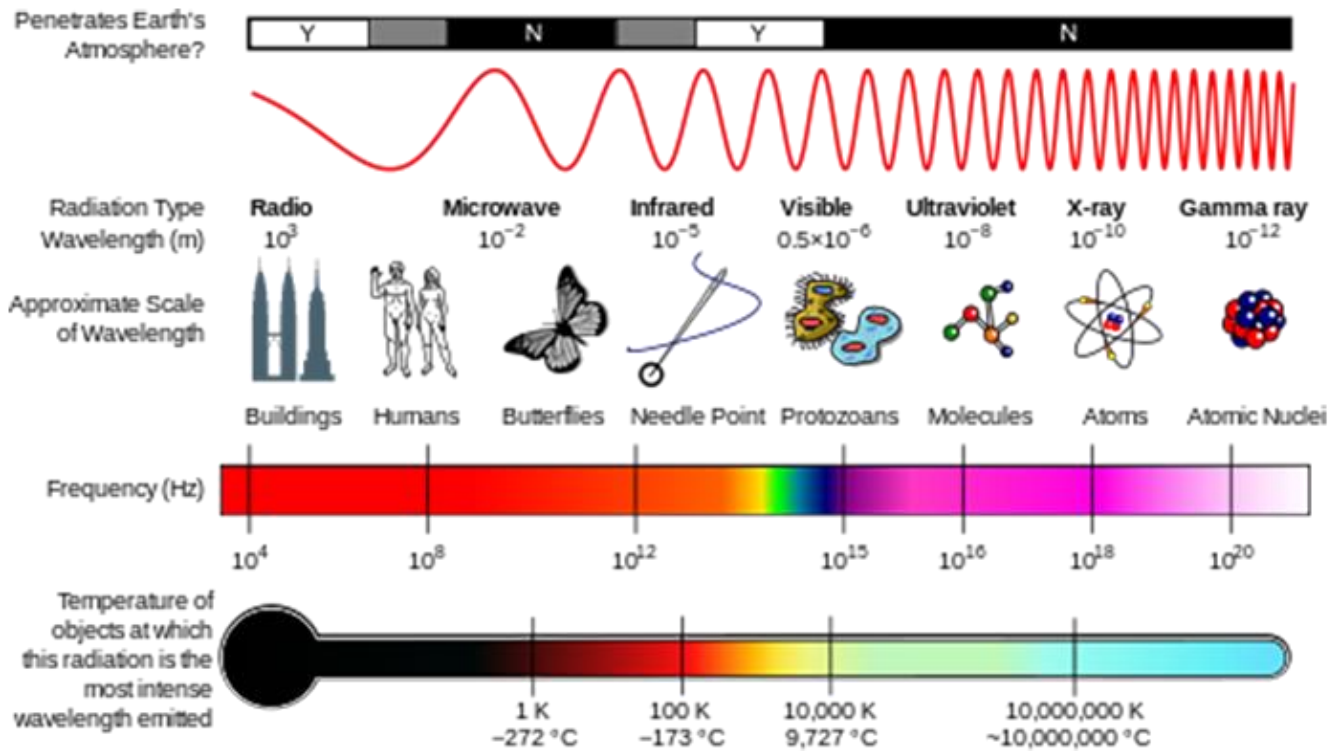 Penetrates Earth's
Atmosphere?
Y N Y N
Radiation Type Radio Microwave Infrared Visible Ultraviolet X-ray Gamma ray
Wavelength (m) 10³ 10⁻² 10⁻⁵ 0.5×10⁻⁶ 10⁻⁸ 10⁻¹⁰ 10⁻¹²
Approximate Scale
of Wavelength
Buildings Humans Butterflies Needle Point Protozoans Molecules Atoms Atomic Nuclei
Frequency (Hz)
10⁴ 10⁸ 10¹² 10¹⁵ 10¹⁶ 10¹⁸ 10²⁰
Temperature of
objects at which
this radiation is the
most intense
wavelength emitted
1 K 100 K 10,000 K 10,000,000 K
−272 °C −173 °C 9,727 °C ~10,000,000 °C